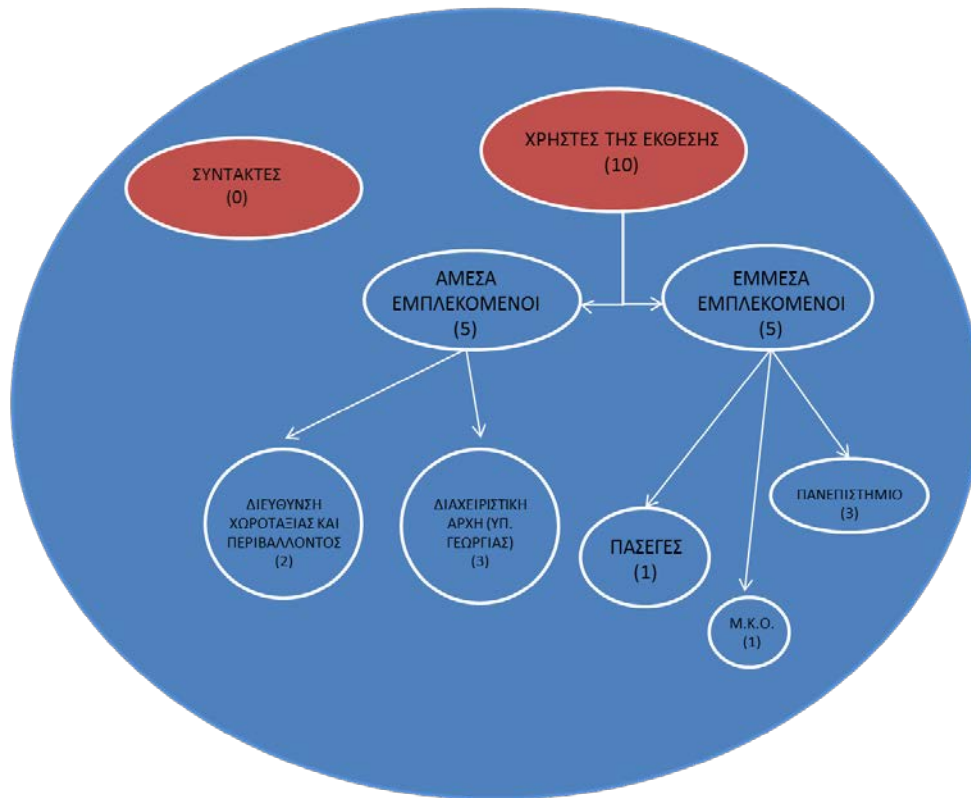 ΧΡΗΣΤΕΣ ΤΗΣ ΕΚΘΕΣΗΣ
(10)
ΣΥΝΤΑΚΤΕΣ
(0)
ΑΜΕΣΑ
ΕΜΠΛΕΚΟΜΕΝΟΙ
(5)
ΕΜΜΕΣΑ
ΕΜΠΛΕΚΟΜΕΝΟΙ
(5)
ΔΙΕΥΘΥΝΣΗ
ΧΩΡΟΤΑΞΙΑΣ ΚΑΙ
ΠΕΡΙΒΑΛΛΟΝΤΟΣ
(2)
ΔΙΑΧΕΙΡΙΣΤΙΚΗ
ΑΡΧΗ (ΥΠ.
ΓΕΩΡΓΙΑΣ)
(3)
ΠΑΣΕΓΕΣ
(1)
Μ.Κ.Ο.
(1)
ΠΑΝΕΠΙΣΤΗΜΙΟ
(3)